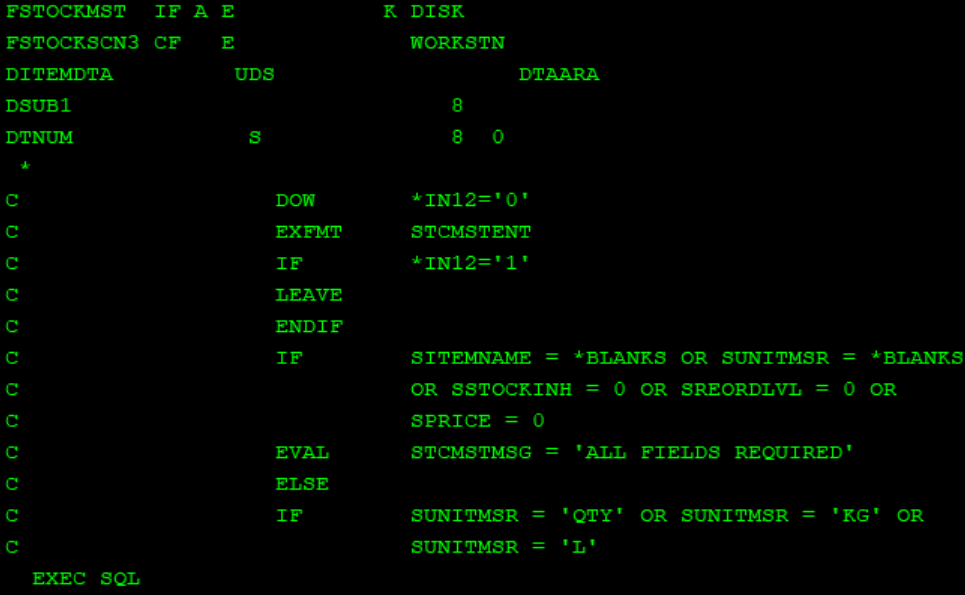 FSTOCKMST  IF A E           K DISK
FSTOCKSCN3 CF   E             WORKSTN
DITEMDTA         UDS                  DTAARA
DSUB1                            8
DTNUM             S              8  0
 *
C                   DOW       *IN12='0'
C                   EXFMT     STCMSTENT
C                   IF        *IN12='1'
C                   LEAVE
C                   ENDIF
C                   IF        SITEMNAME = *BLANKS OR SUNITMSR = *BLANKS
C                             OR SSTOCKINH = 0 OR SREORDLVL = 0 OR
C                             SPRICE = 0
C                   EVAL      STCMSTMSG = 'ALL FIELDS REQUIRED'
C                   ELSE
C                   IF        SUNITMSR = 'QTY' OR SUNITMSR = 'KG' OR
C                             SUNITMSR = 'L'
  EXEC SQL